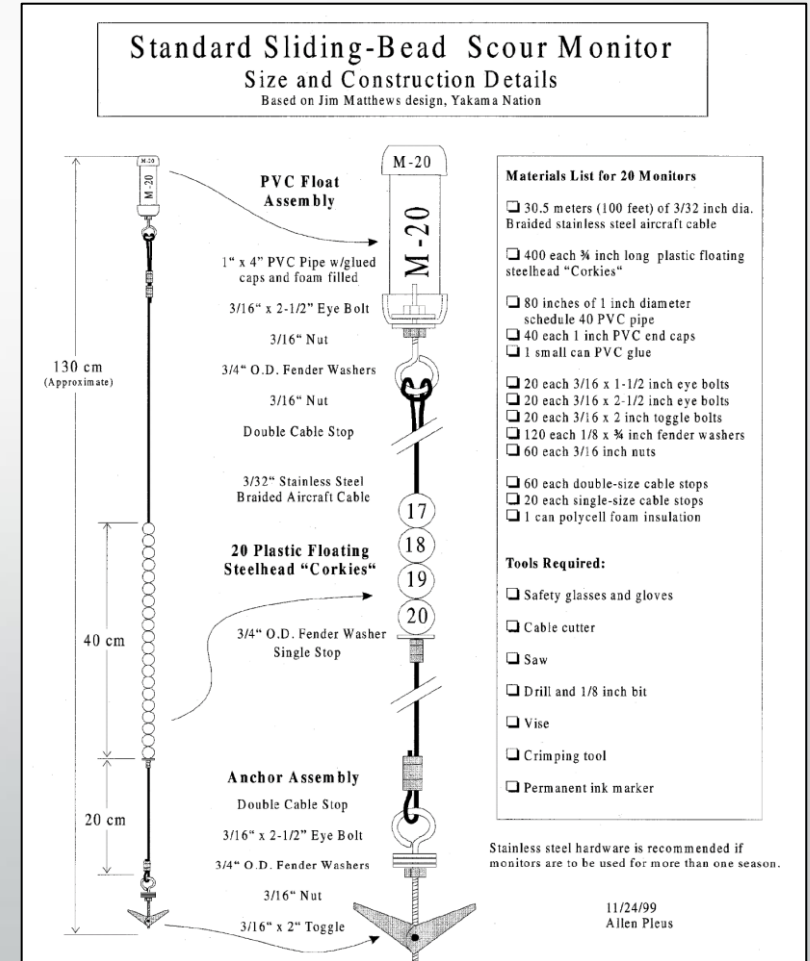 Standard Sliding-Bead Scour Monitor
Size and Construction Details
Based on Jim Matthews design, Yakama Nation
M-20
M-20
130 cm
(Approximate)
40 cm
20 cm
PVC Float
Assembly
1“ x 4” PVC Pipe w/glued
caps and foam filled
3/16“ x 2-1/2” Eye Bolt
3/16“ Nut
3/4“ O.D. Fender Washers
3/16“ Nut
Double Cable Stop
3/32“ Stainless Steel
Braided Aircraft Cable
20 Plastic Floating
Steelhead “Corkies“
3/4“ O.D. Fender Washer
Single Stop
Anchor Assembly
Double Cable Stop
3/16“ x 2-1/2” Eye Bolt
3/4“ O.D. Fender Washers
3/16“ Nut
3/16“ x 2“ Toggle
M-20
M-20
17
18
19
20
Materials List for 20 Monitors
❑ 30.5 meters (100 feet) of 3/32 inch dia.
Braided stainless steel aircraft cable
❑ 400 each ¾ inch long plastic floating
steelhead “Corkies”
❑ 80 inches of 1 inch diameter
schedule 40 PVC pipe
❑ 40 each 1 inch PVC end caps
❑ 1 small can PVC glue
❑ 20 each 3/16 x 1-1/2 inch eye bolts
❑ 20 each 3/16 x 2-1/2 inch eye bolts
❑ 20 each 3/16 x 2 inch toggle bolts
❑ 120 each 1/8 x ¾ inch fender washers
❑ 60 each 3/16 inch nuts
❑ 60 each double-size cable stops
❑ 20 each single-size cable stops
❑ 1 can polycell foam insulation
Tools Required:
❑ Safety glasses and gloves
❑ Cable cutter
❑ Saw
❑ Drill and 1/8 inch bit
❑ Vise
❑ Crimping tool
❑ Permanent ink marker
Stainless steel hardware is recommended if
monitors are to be used for more than one season.
11/24/99
Allen Pleus